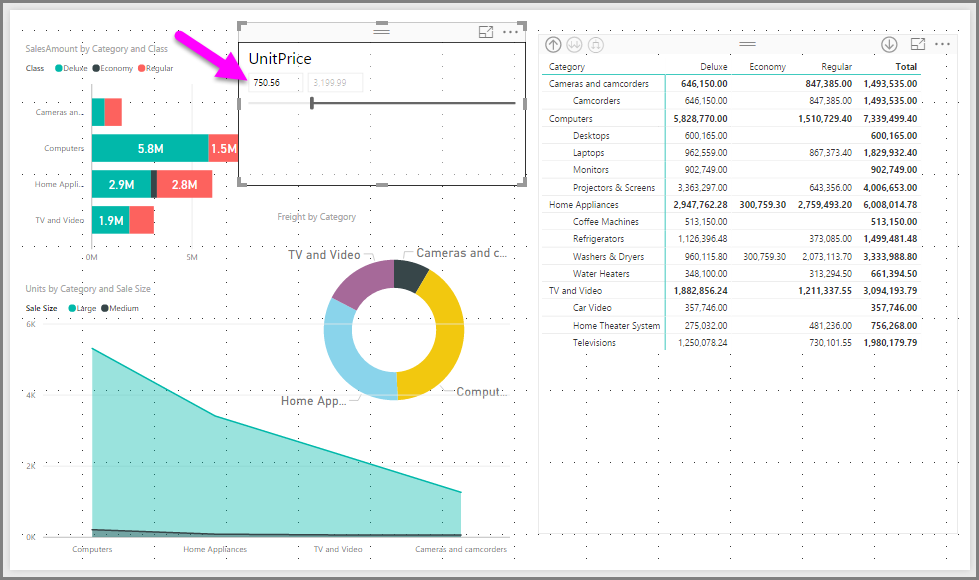 SalesAmount by Category and Class
Class Deluxe Economy Regular
Cameras an...
Computers 5.8M 1.5M
Home Appli... 2.9M 2.8M
TV and Video 1.9M
0M 5M
UnitPrice
750.56 3,199.99
Freight by Category
TV and Video Cameras and c...
Home App... Comput...
Units by Category and Sale Size
Sale Size Large Medium
6K
4K
2K
0K
Computers Home Appliances TV and Video Cameras and camcorders
Category Deluxe Economy Regular Total
Cameras and camcorders 646,150.00 847,385.00 1,493,535.00
Camcorders 646,150.00 847,385.00 1,493,535.00
Computers 5,828,770.00 1,510,729.40 7,339,499.40
Desktops 600,165.00 600,165.00
Laptops 962,559.00 867,373.40 1,829,932.40
Monitors 902,749.00 902,749.00
Projectors & Screens 3,363,297.00 643,356.00 4,006,653.00
Home Appliances 2,947,762.28 300,759.30 2,759,493.20 6,008,014.78
Coffee Machines 513,150.00 513,150.00
Refrigerators 1,126,396.48 373,085.00 1,499,481.48
Washers & Dryers 960,115.80 300,759.30 2,073,113.70 3,333,988.80
Water Heaters 348,100.00 313,294.50 661,394.50
TV and Video 1,882,856.24 1,211,337.55 3,094,193.79
Car Video 357,746.00 357,746.00
Home Theater System 275,032.00 481,236.00 756,268.00
Televisions 1,250,078.24 730,101.55 1,980,179.79